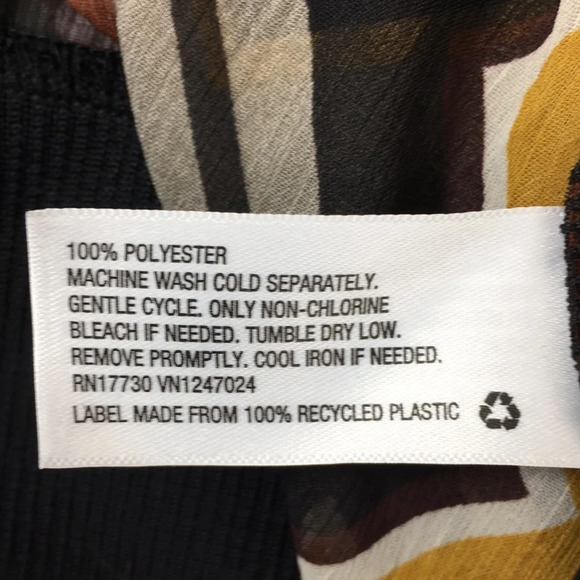 100% POLYESTER
MACHINE WASH COLD SEPARATELY.
GENTLE CYCLE. ONLY NON-CHLORINE
BLEACH IF NEEDED. TUMBLE DRY LOW.
REMOVE PROMPTLY. COOL IRON IF NEEDED.
RN17730 VN1247024
LABEL MADE FROM 100% RECYCLED PLASTIC